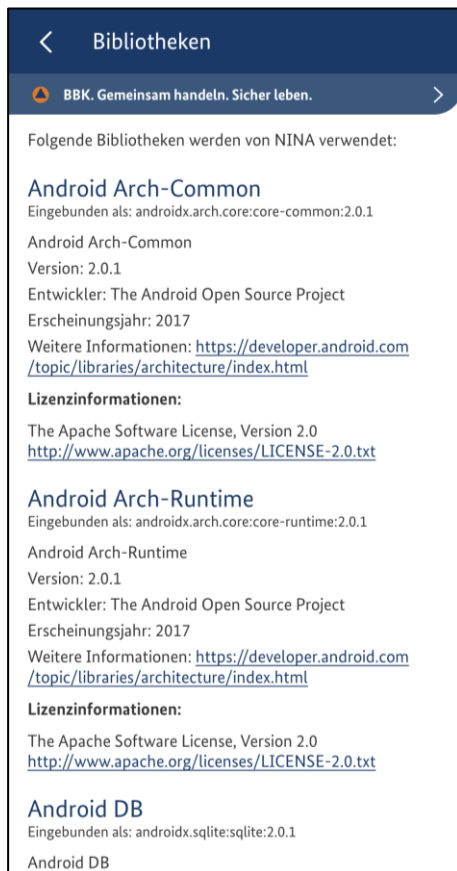 Bibliotheken
BBK. Gemeinsam handeln. Sicher leben.
Folgende Bibliotheken werden von NINA verwendet:
Android Arch-Common
Eingebunden als: androidx.arch.core:core-common:2.0.1
Android Arch-Common
Version: 2.0.1
Entwickler: The Android Open Source Project
Erscheinungsjahr: 2017
Weitere Informationen: https://developer.android.com
/topic/libraries/architecture/index.html
Lizenzinformationen:
The Apache Software License, Version 2.0
http://www.apache.org/licenses/LICENSE-2.0.txt
Android Arch-Runtime
Eingebunden als: androidx.arch.core:core-runtime:2.0.1
Android Arch-Runtime
Version: 2.0.1
Entwickler: The Android Open Source Project
Erscheinungsjahr: 2017
Weitere Informationen: https://developer.android.com
/topic/libraries/architecture/index.html
Lizenzinformationen:
The Apache Software License, Version 2.0
http://www.apache.org/licenses/LICENSE-2.0.txt
Android DB
Eingebunden als: androidx.sqlite:sqlite:2.0.1
Android DB